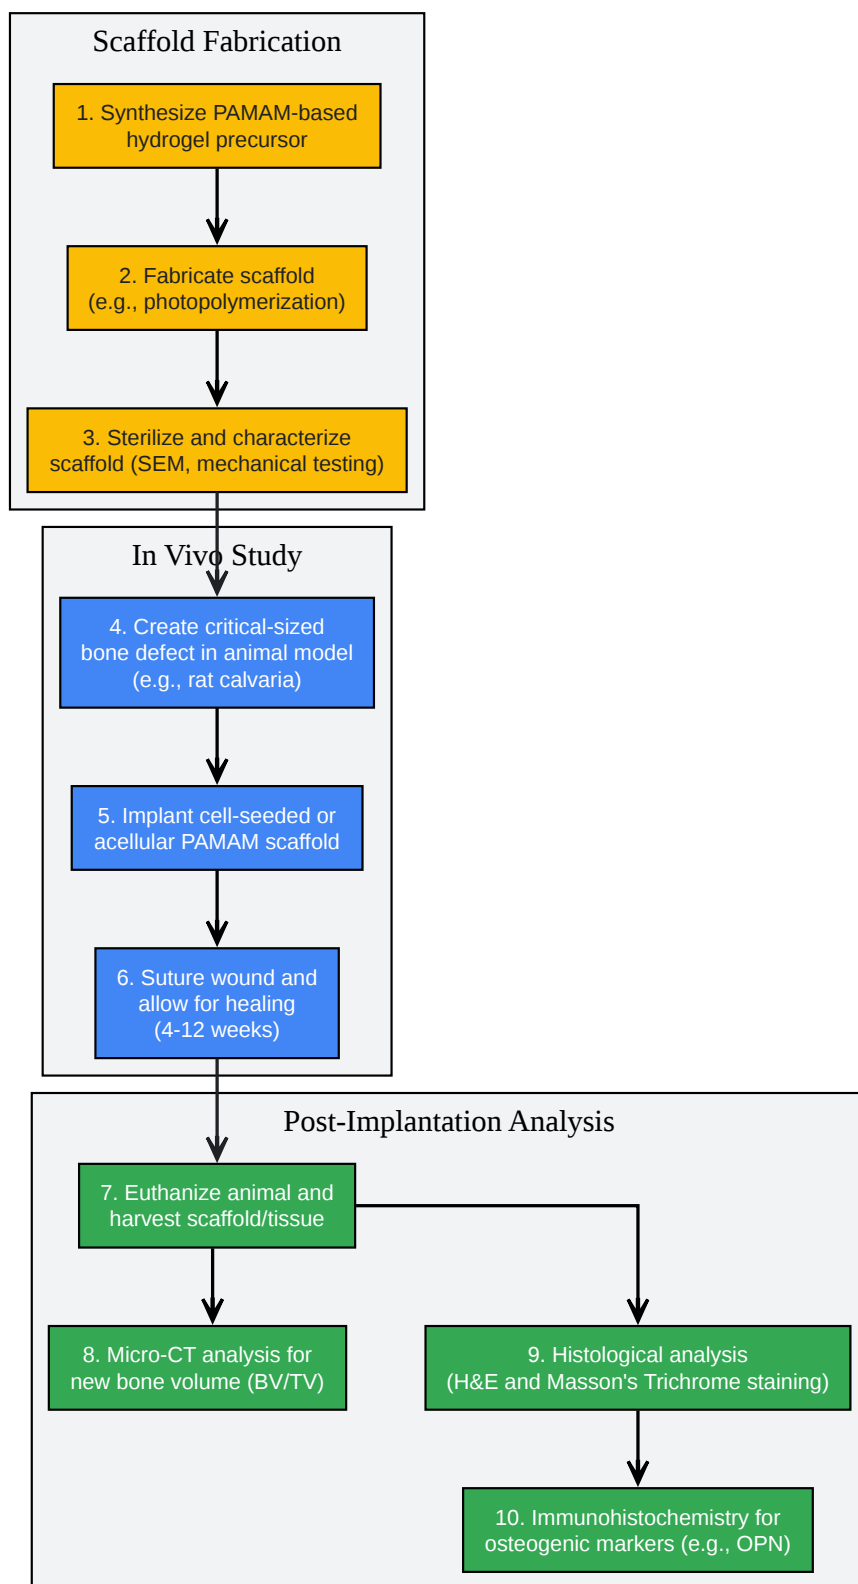 Scaffold Fabrication
1. Synthesize PAMAM-based
hydrogel precursor
2. Fabricate scaffold
(e.g., photopolymerization)
3. Sterilize and characterize
scaffold (SEM, mechanical testing)
In Vivo Study
4. Create critical-sized
bone defect in animal model
(e.g., rat calvaria)
5. Implant cell-seeded or
acellular PAMAM scaffold
6. Suture wound and
allow for healing
(4-12 weeks)
Post-Implantation Analysis
7. Euthanize animal and
harvest scaffold/tissue
8. Micro-CT analysis for
new bone volume (BV/TV)
9. Histological analysis
(H&E and Masson's Trichrome staining)
10. Immunohistochemistry for
osteogenic markers (e.g., OPN)